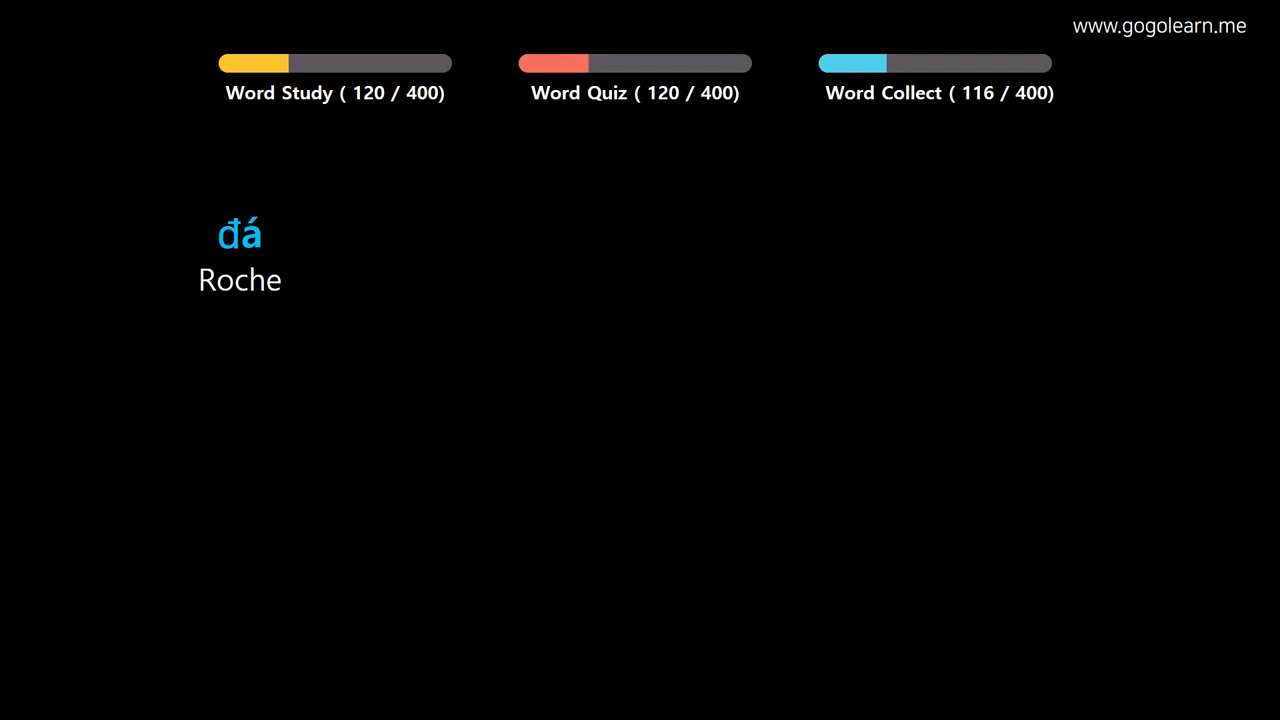 www.gogolearn.me
Word Study ( 120 / 400)
Word Quiz ( 120 / 400)
Word Collect ( 116 / 400)
đá
Roche